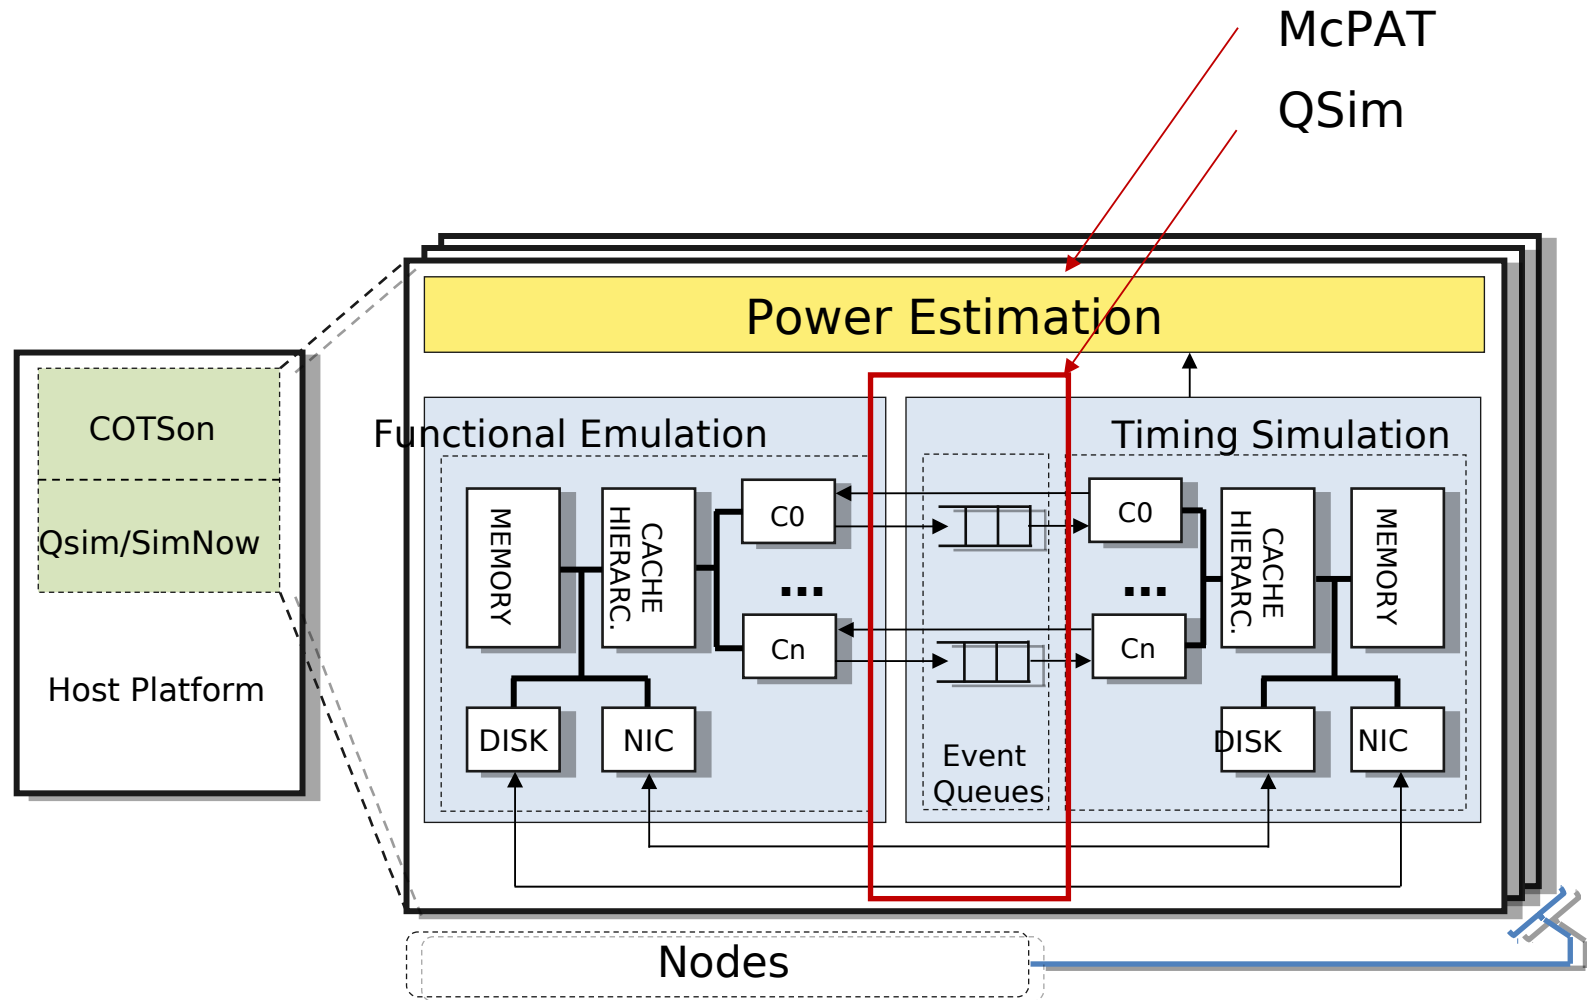 McPAT
QSim
Power Estimation
COTSon
Qsim/SimNow
Host Platform
Functional Emulation
MEMORY
CACHE
HIERARC.
C0
...
Cn
DISK
NIC
Event
Queues
Timing Simulation
C0
...
Cn
CACHE
HIERARC.
MEMORY
DISK
NIC
Nodes